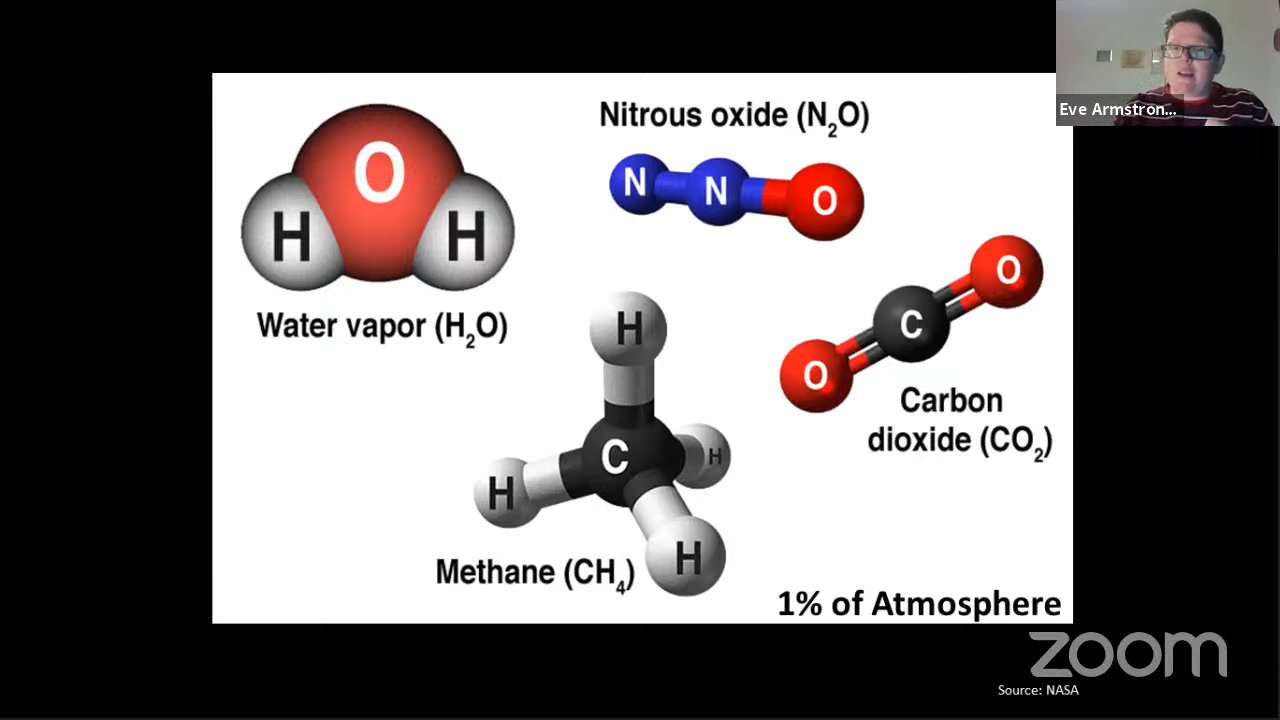 Eve Armstron...
Nitrous oxide (N₂O)
N N O
O
H H
Water vapor (H₂O)
O
C
O
Carbon
dioxide (CO₂)
H
C
H
H
H
Methane (CH₄)
1% of Atmosphere
zoom
Source: NASA